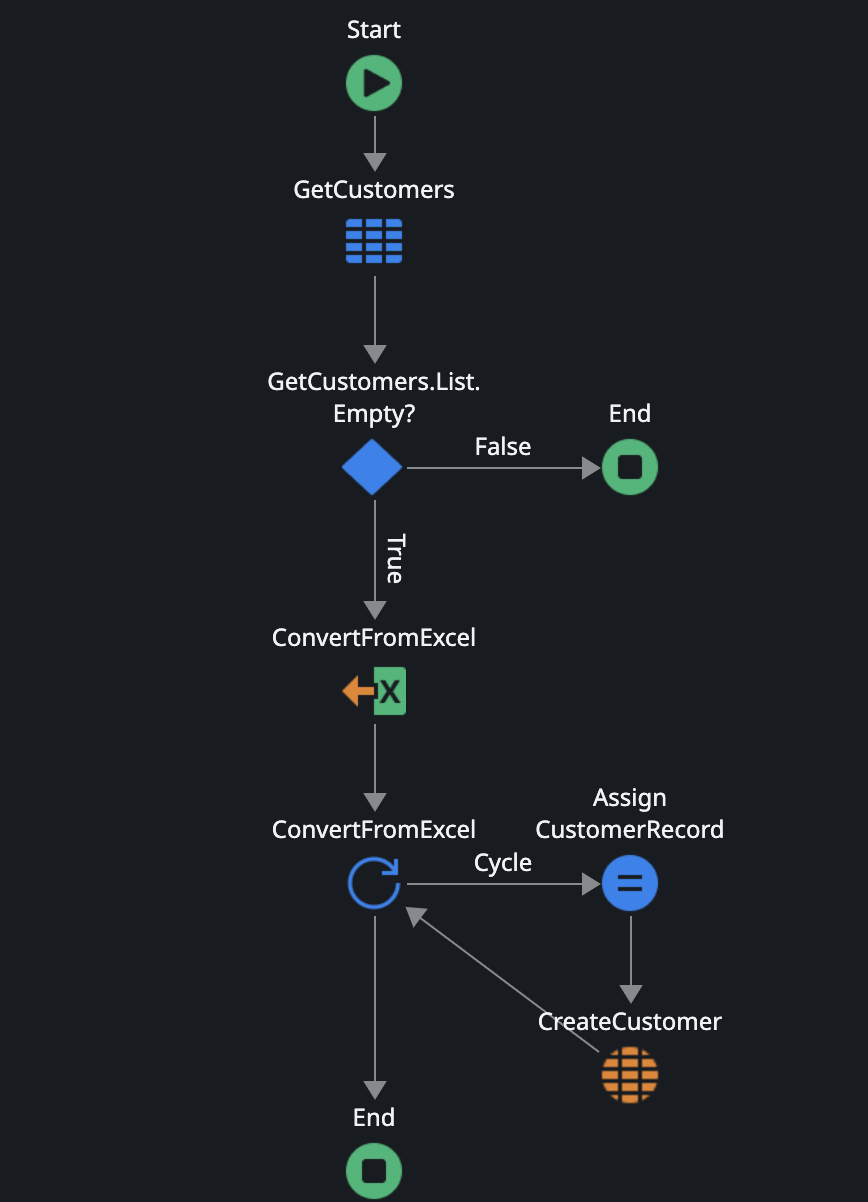 Start
GetCustomers
GetCustomers.List.
Empty?
End
False
True
ConvertFromExcel
X
Assign
ConvertFromExcel
CustomerRecord
Cycle
CreateCustomer
End